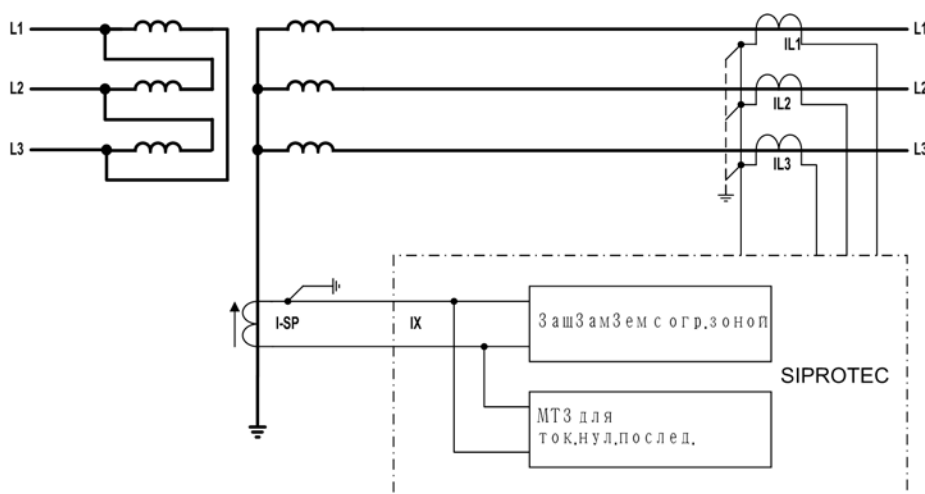 L1
L1
IL1
L2
L2
IL2
L3
L3
IL3
I-SP
IX
ЗашЗамЗем с огр.зоной
SIPROTEC
МТЗ для
ток.нул.послед.